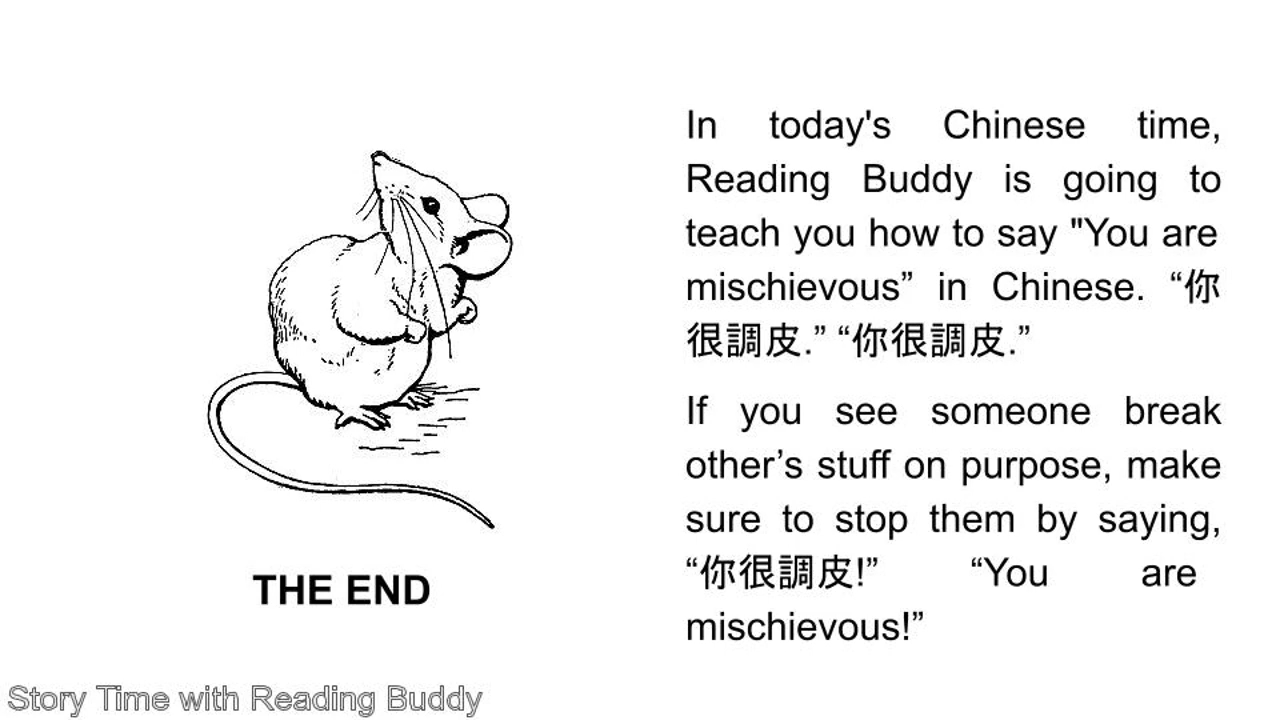 In today's Chinese time,
Reading Buddy is going to
teach you how to say "You are
mischievous” in Chinese. “你
很調皮.” “你很調皮.”
If you see someone break
other’s stuff on purpose, make
sure to stop them by saying,
“你很調皮!” “You are
mischievous!”
THE END
Story Time with Reading Buddy